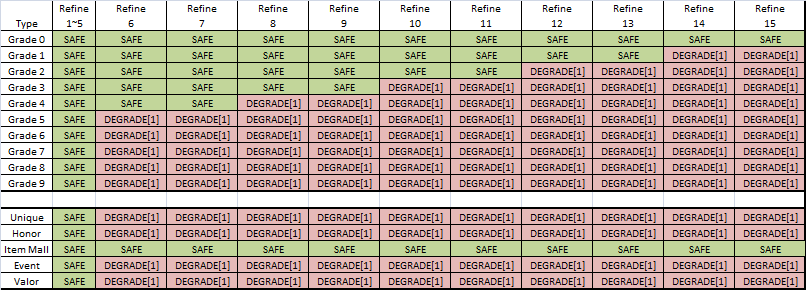 Type Refine 1~5 Refine 6 Refine 7 Refine 8 Refine 9 Refine 10 Refine 11 Refine 12 Refine 13 Refine 14 Refine 15
Grade 0 SAFE SAFE SAFE SAFE SAFE SAFE SAFE SAFE SAFE SAFE SAFE
Grade 1 SAFE SAFE SAFE SAFE SAFE SAFE SAFE SAFE SAFE DEGRADE[1] DEGRADE[1]
Grade 2 SAFE SAFE SAFE SAFE SAFE SAFE SAFE DEGRADE[1] DEGRADE[1] DEGRADE[1] DEGRADE[1]
Grade 3 SAFE SAFE SAFE SAFE SAFE DEGRADE[1] DEGRADE[1] DEGRADE[1] DEGRADE[1] DEGRADE[1] DEGRADE[1]
Grade 4 SAFE SAFE SAFE DEGRADE[1] DEGRADE[1] DEGRADE[1] DEGRADE[1] DEGRADE[1] DEGRADE[1] DEGRADE[1] DEGRADE[1]
Grade 5 SAFE DEGRADE[1] DEGRADE[1] DEGRADE[1] DEGRADE[1] DEGRADE[1] DEGRADE[1] DEGRADE[1] DEGRADE[1] DEGRADE[1] DEGRADE[1]
Grade 6 SAFE DEGRADE[1] DEGRADE[1] DEGRADE[1] DEGRADE[1] DEGRADE[1] DEGRADE[1] DEGRADE[1] DEGRADE[1] DEGRADE[1] DEGRADE[1]
Grade 7 SAFE DEGRADE[1] DEGRADE[1] DEGRADE[1] DEGRADE[1] DEGRADE[1] DEGRADE[1] DEGRADE[1] DEGRADE[1] DEGRADE[1] DEGRADE[1]
Grade 8 SAFE DEGRADE[1] DEGRADE[1] DEGRADE[1] DEGRADE[1] DEGRADE[1] DEGRADE[1] DEGRADE[1] DEGRADE[1] DEGRADE[1] DEGRADE[1]
Grade 9 SAFE DEGRADE[1] DEGRADE[1] DEGRADE[1] DEGRADE[1] DEGRADE[1] DEGRADE[1] DEGRADE[1] DEGRADE[1] DEGRADE[1] DEGRADE[1]
Unique SAFE DEGRADE[1] DEGRADE[1] DEGRADE[1] DEGRADE[1] DEGRADE[1] DEGRADE[1] DEGRADE[1] DEGRADE[1] DEGRADE[1] DEGRADE[1]
Honor SAFE DEGRADE[1] DEGRADE[1] DEGRADE[1] DEGRADE[1] DEGRADE[1] DEGRADE[1] DEGRADE[1] DEGRADE[1] DEGRADE[1] DEGRADE[1]
Item Mall SAFE SAFE SAFE SAFE SAFE SAFE SAFE SAFE SAFE SAFE SAFE
Event SAFE DEGRADE[1] DEGRADE[1] DEGRADE[1] DEGRADE[1] DEGRADE[1] DEGRADE[1] DEGRADE[1] DEGRADE[1] DEGRADE[1] DEGRADE[1]
Valor SAFE DEGRADE[1] DEGRADE[1] DEGRADE[1] DEGRADE[1] DEGRADE[1] DEGRADE[1] DEGRADE[1] DEGRADE[1] DEGRADE[1] DEGRADE[1]